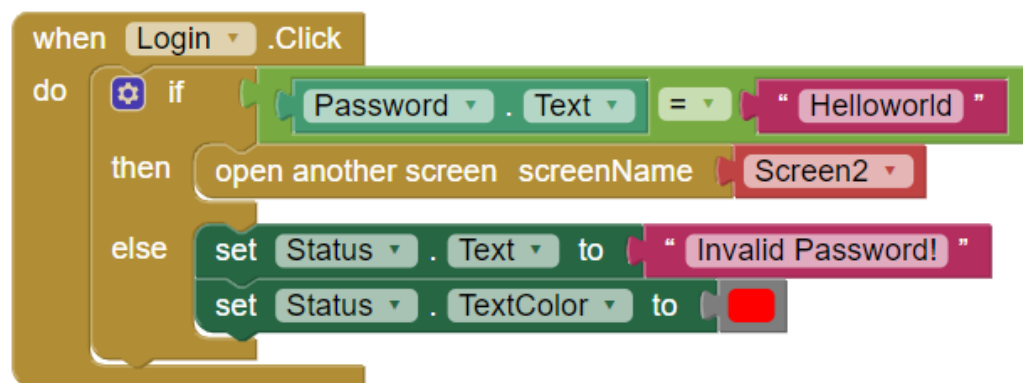 when Login .Click
do if Password . Text = " Helloworld "
then open another screen screenName Screen2
else set Status . Text to " Invalid Password! "
set Status . TextColor to